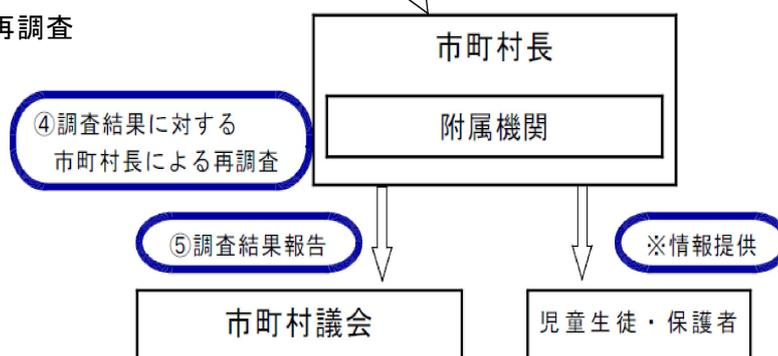 再調査
市町村長
附属機関
④調査結果に対する
市町村長による再調査
⑤調査結果報告
※情報提供
市町村議会
児童生徒・保護者